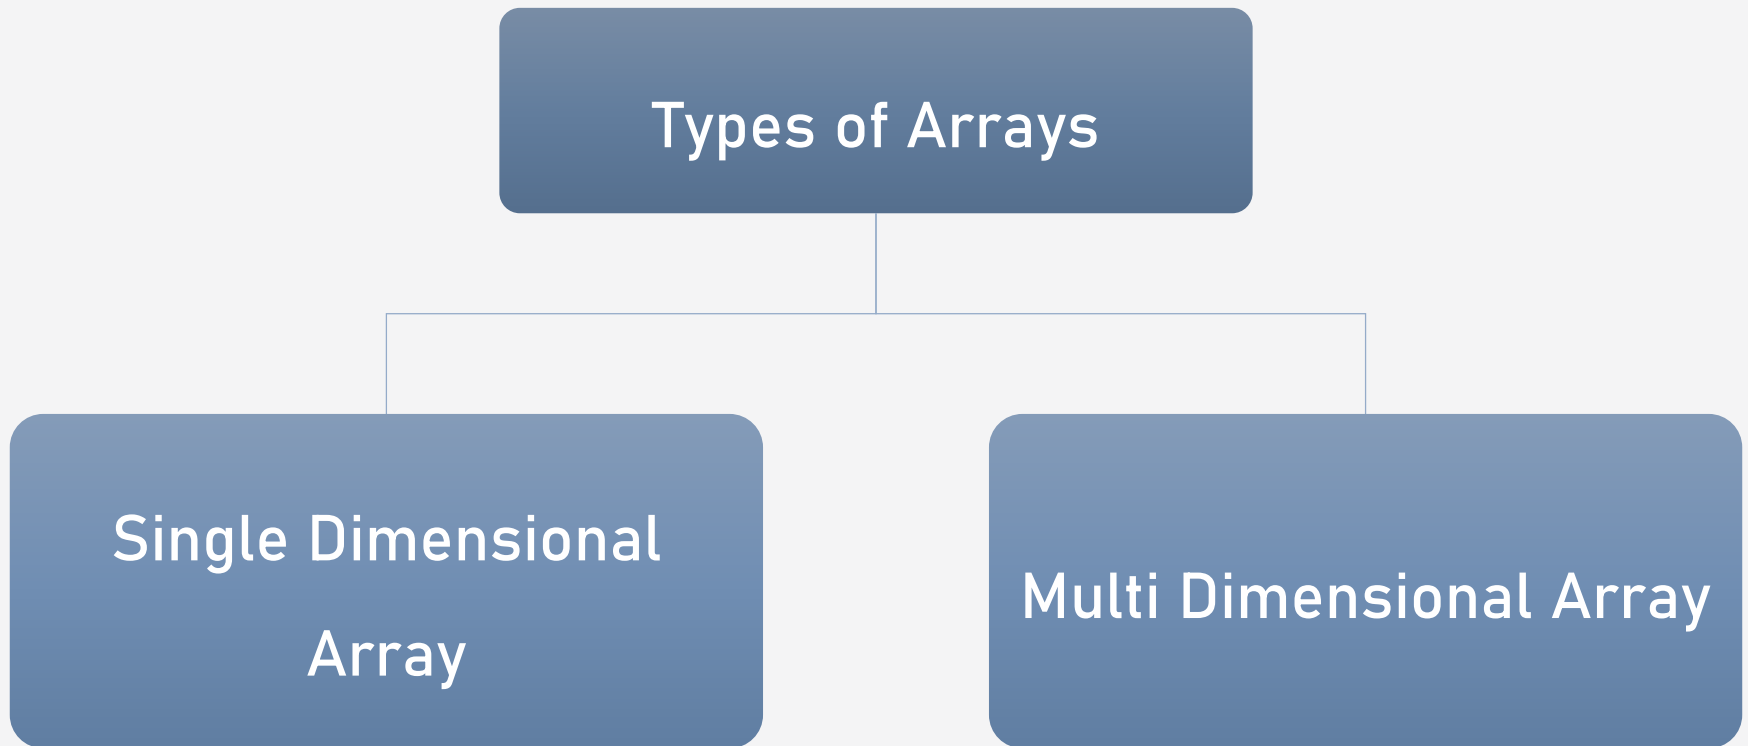 Types of Arrays
Single Dimensional
Array
Multi Dimensional Array